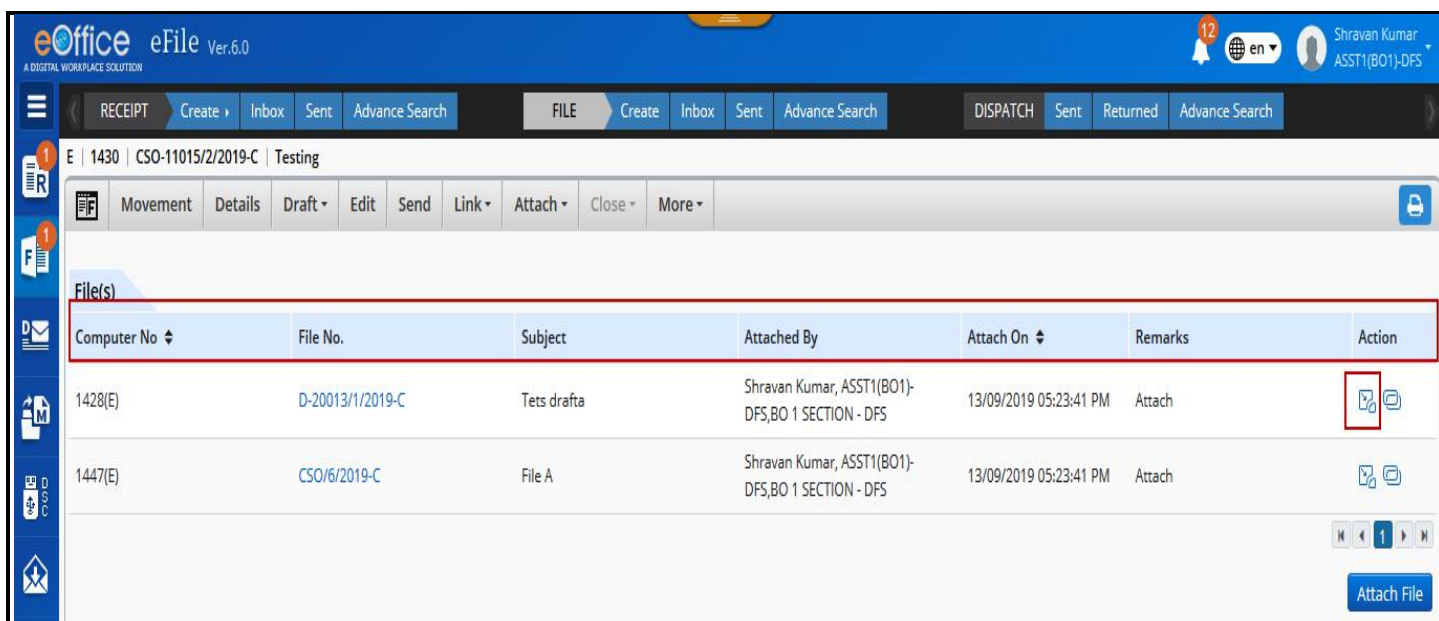 eOffice eFile Ver.6.0
A DIGITAL WORKPLACE SOLUTION
12
en
Shravan Kumar
ASST1(BO1)-DFS
RECEIPT Create Inbox Sent Advance Search FILE Create Inbox Sent Advance Search DISPATCH Sent Returned Advance Search
E | 1430 | CSO-11015/2/2019-C | Testing
1
R
F Movement Details Draft Edit Send Link Attach Close More
1
F
File(s)
D
Computer No File No. Subject Attached By Attach On Remarks Action
1428(E) D-20013/1/2019-C Tets drafta Shravan Kumar, ASST1(BO1)-
DFS,BO 1 SECTION - DFS 13/09/2019 05:23:41 PM Attach
M
1447(E) CSO/6/2019-C File A Shravan Kumar, ASST1(BO1)-
DFS,BO 1 SECTION - DFS 13/09/2019 05:23:41 PM Attach
DSC
1
Attach File